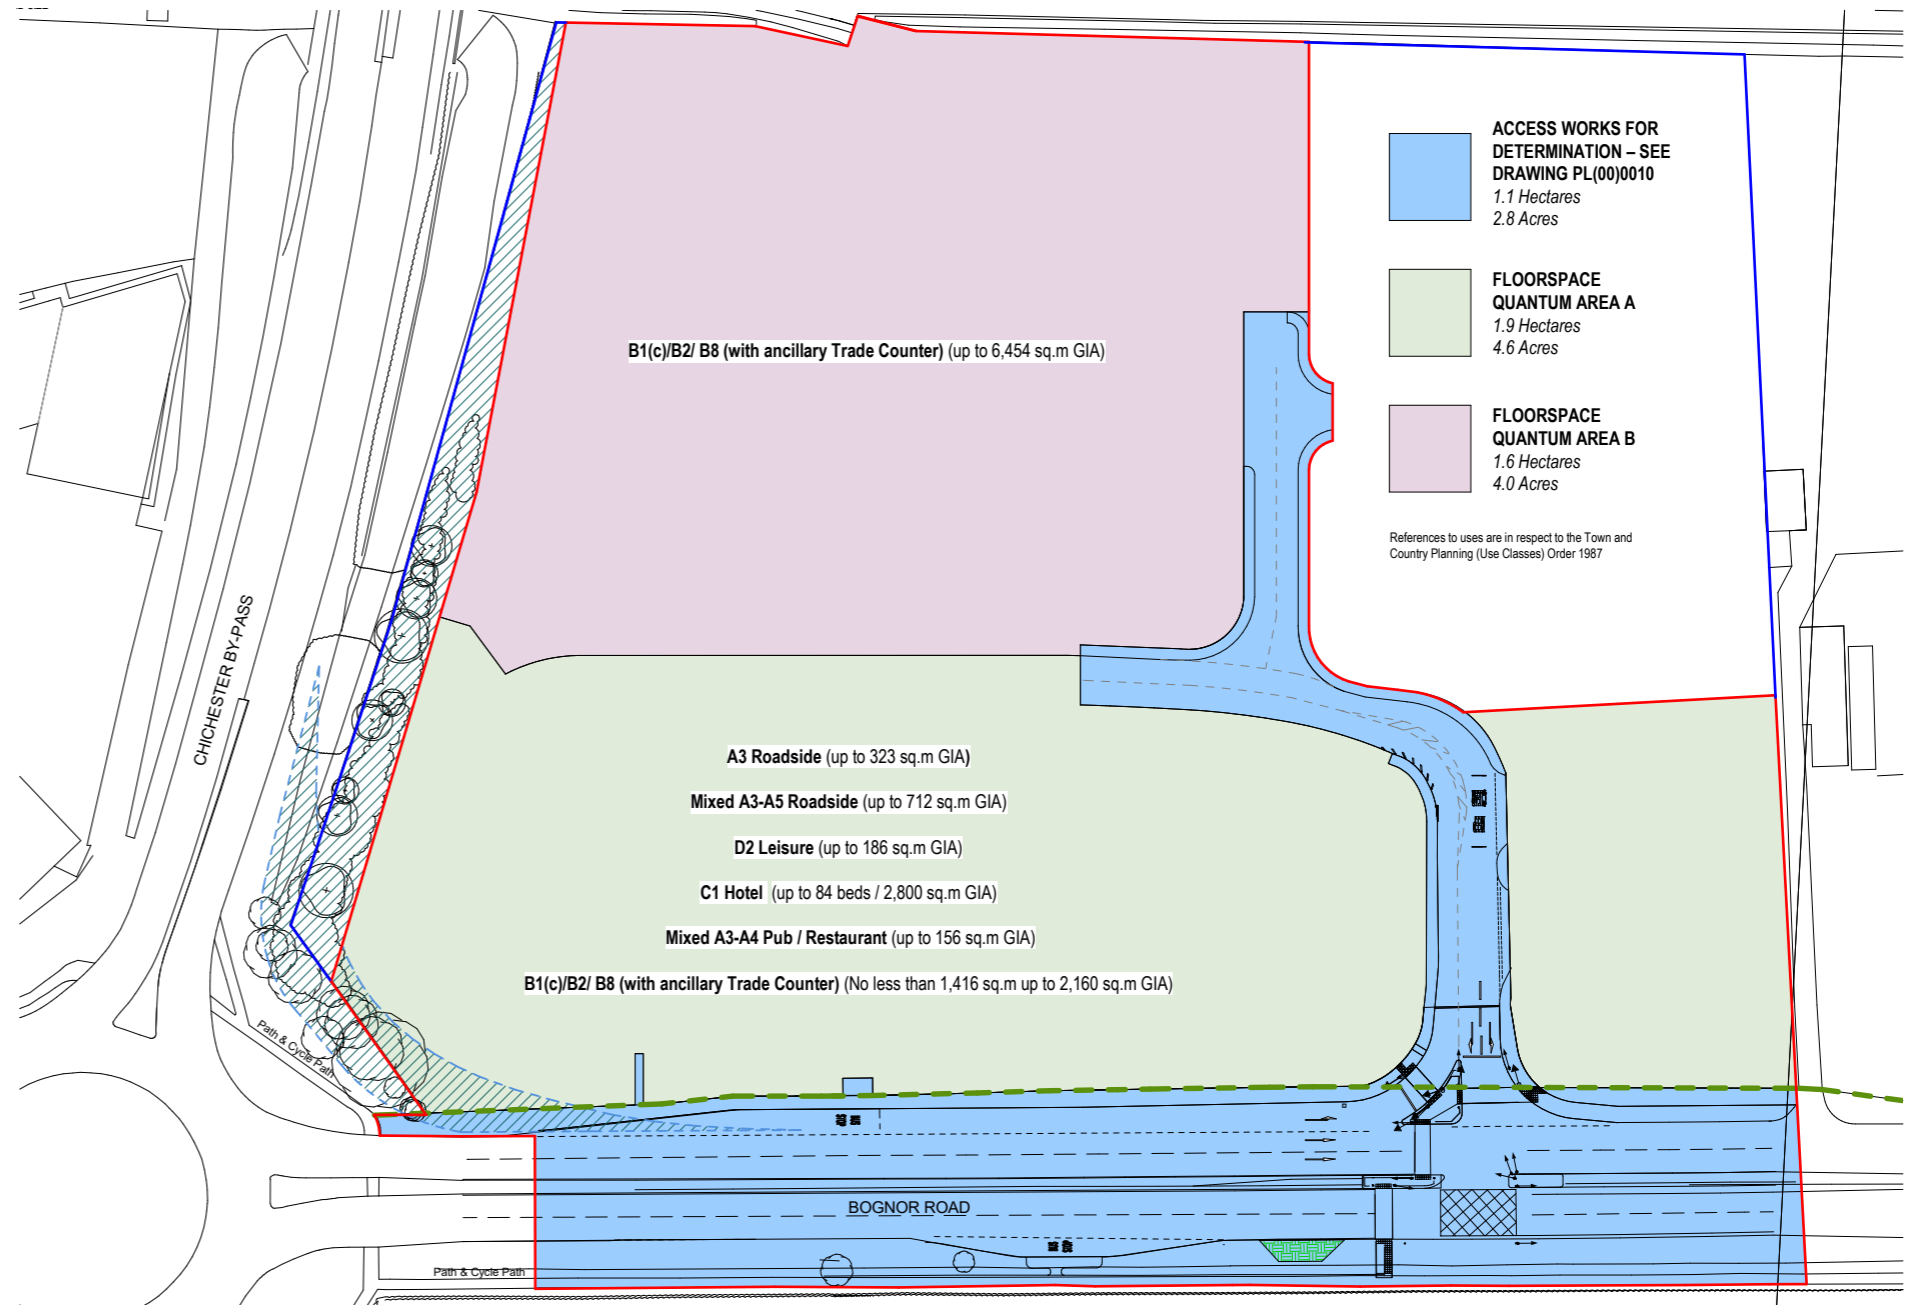 ACCESS WORKS FOR
DETERMINATION – SEE
DRAWING PL(00)0010
1.1 Hectares
2.8 Acres
FLOORSPACE
QUANTUM AREA A
1.9 Hectares
4.6 Acres
FLOORSPACE
QUANTUM AREA B
1.6 Hectares
4.0 Acres
References to uses are in respect to the Town and
Country Planning (Use Classes) Order 1987
B1(c)/B2/ B8 (with ancillary Trade Counter) (up to 6,454 sq.m GIA)
CHICHESTER BY-PASS
A3 Roadside (up to 323 sq.m GIA)
Mixed A3-A5 Roadside (up to 712 sq.m GIA)
D2 Leisure (up to 186 sq.m GIA)
C1 Hotel (up to 84 beds / 2,800 sq.m GIA)
Mixed A3-A4 Pub / Restaurant (up to 156 sq.m GIA)
B1(c)/B2/ B8 (with ancillary Trade Counter) (No less than 1,416 sq.m up to 2,160 sq.m GIA)
Path & Cycle Path
BOGNOR ROAD
Path & Cycle Path